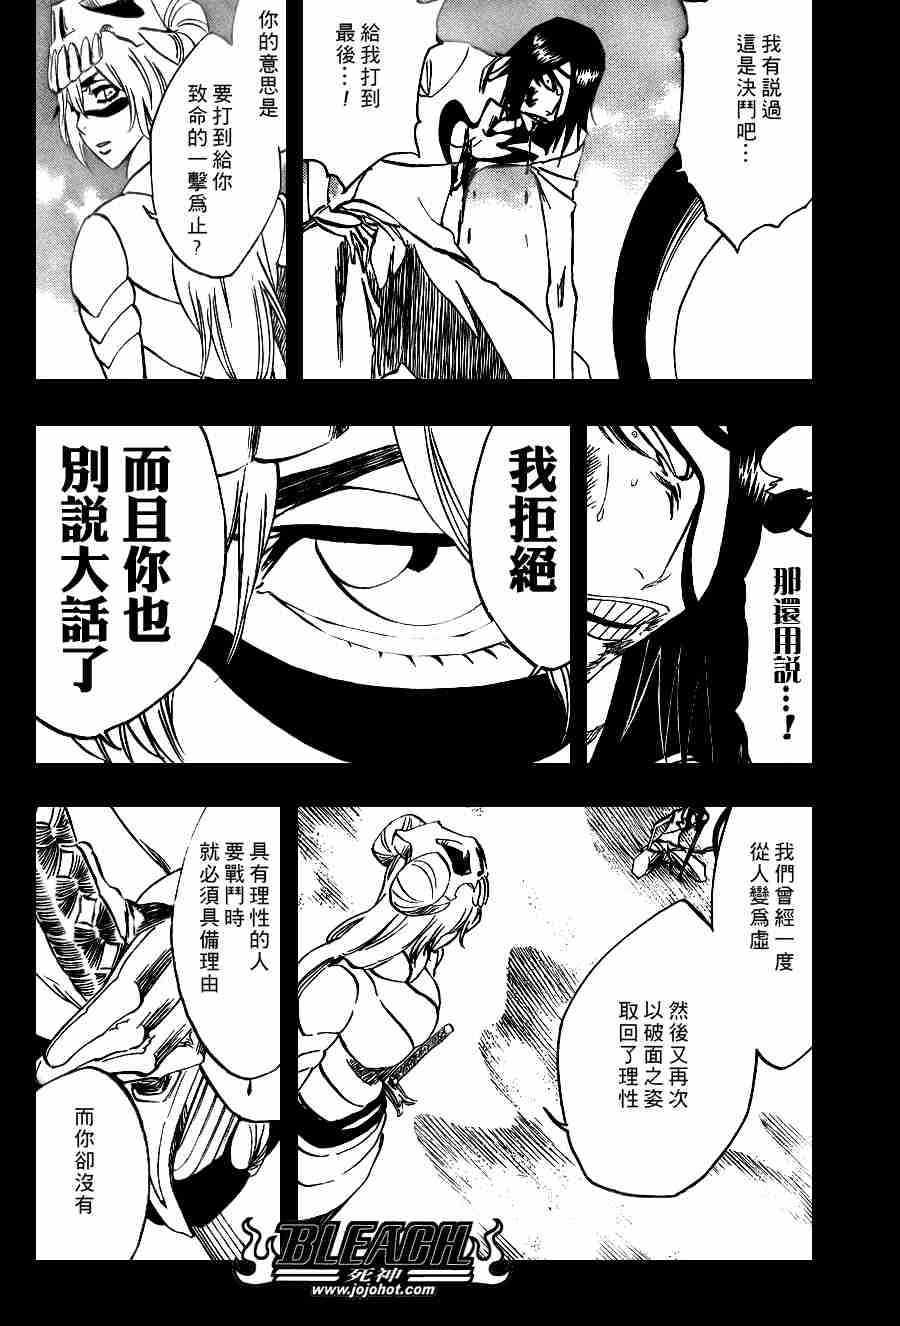 我有說過
這是決鬥吧…
給我打到
最後…！
你的意思是
要打到給你
致命的一擊為止？
那還用說…！
我拒絕
而且你也
別說大話了
我們曾經一度
從人變為虛
然後又再次
以破面之姿
取回了理性
具有理性的人
要戰鬥時
就必須具備理由
而你卻沒有
BLEACH
死神
www.jojohot.com